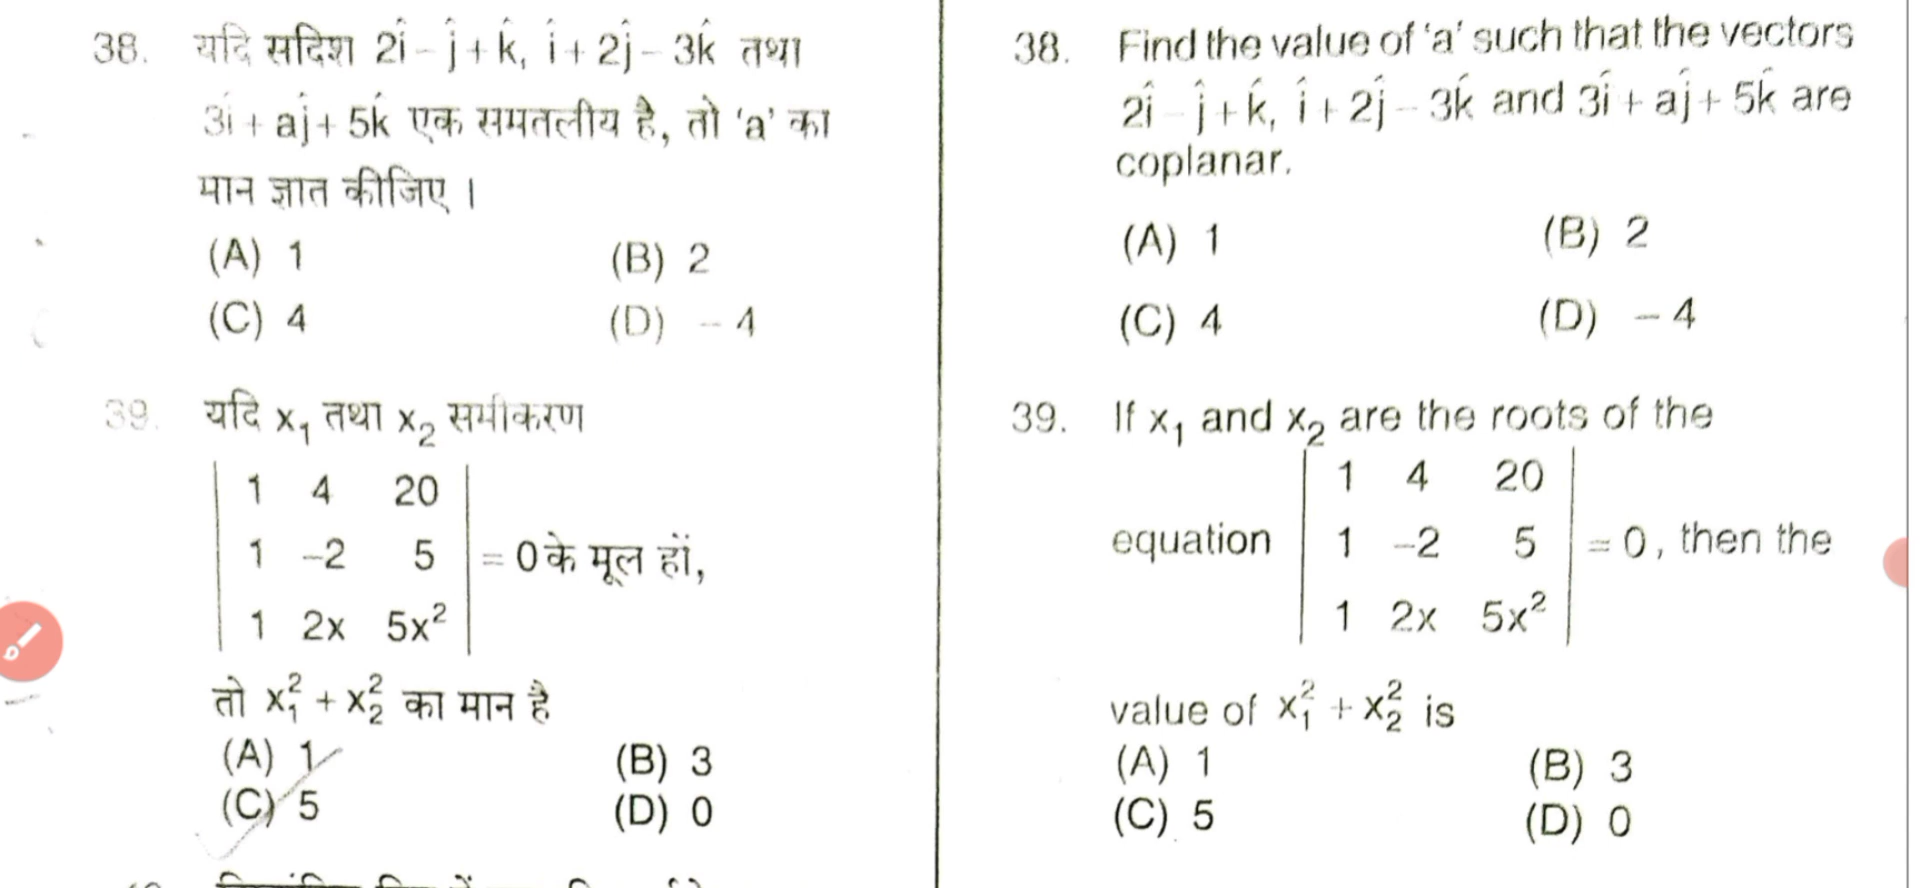 38. यदि सदिश 2î – ĵ + k̂, î + 2ĵ – 3k̂ तथा
3î + aĵ + 5k̂ एक समतलीय है, तो ‘a’ का
मान ज्ञात कीजिए ।
(A) 1 (B) 2
(C) 4 (D) – 4
39. यदि x₁ तथा x₂ समीकरण
| 1 4 20 |
| 1 –2 5 | = 0 के मूल हों,
| 1 2x 5x² |
तो x₁² + x₂² का मान है
(A) 1 (B) 3
(C) 5 (D) 0
38. Find the value of ‘a’ such that the vectors
2î – ĵ + k̂, î + 2ĵ – 3k̂ and 3î + aĵ + 5k̂ are
coplanar.
(A) 1 (B) 2
(C) 4 (D) – 4
39. If x₁ and x₂ are the roots of the
| 1 4 20 |
equation | 1 –2 5 | = 0, then the
| 1 2x 5x² |
value of x₁² + x₂² is
(A) 1 (B) 3
(C) 5 (D) 0